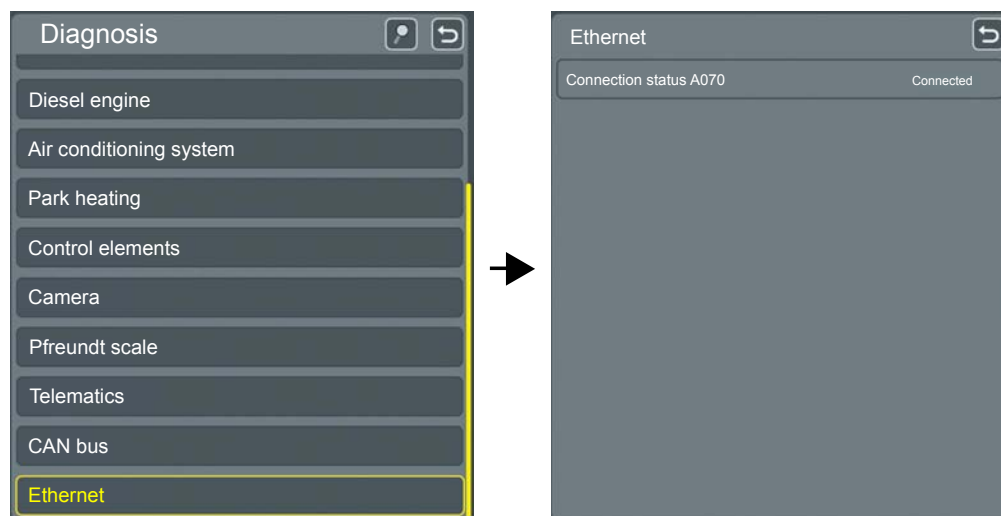 Diagnosis
Diesel engine
Air conditioning system
Park heating
Control elements
Camera
Pfreundt scale
Telematics
CAN bus
Ethernet
Ethernet
Connection status A070 Connected